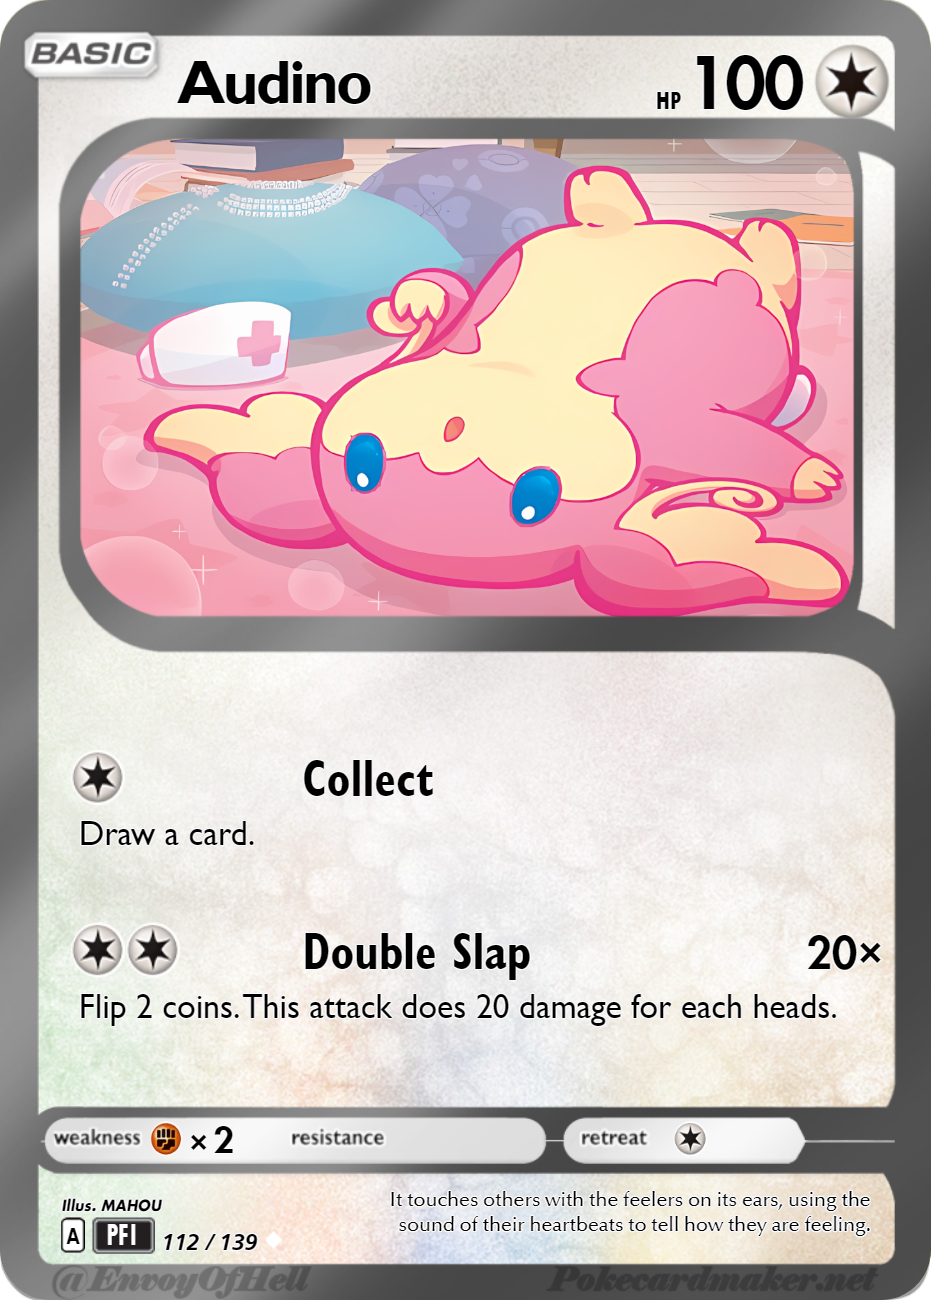 BASIC
Audino
HP 100
Collect
Draw a card.
Double Slap 20×
Flip 2 coins. This attack does 20 damage for each heads.
weakness × 2 resistance retreat
Illus. MAHOU
It touches others with the feelers on its ears, using the
sound of their heartbeats to tell how they are feeling.
A PFI 112 / 139
@EnvoyOfHell Pokecardmaker.net